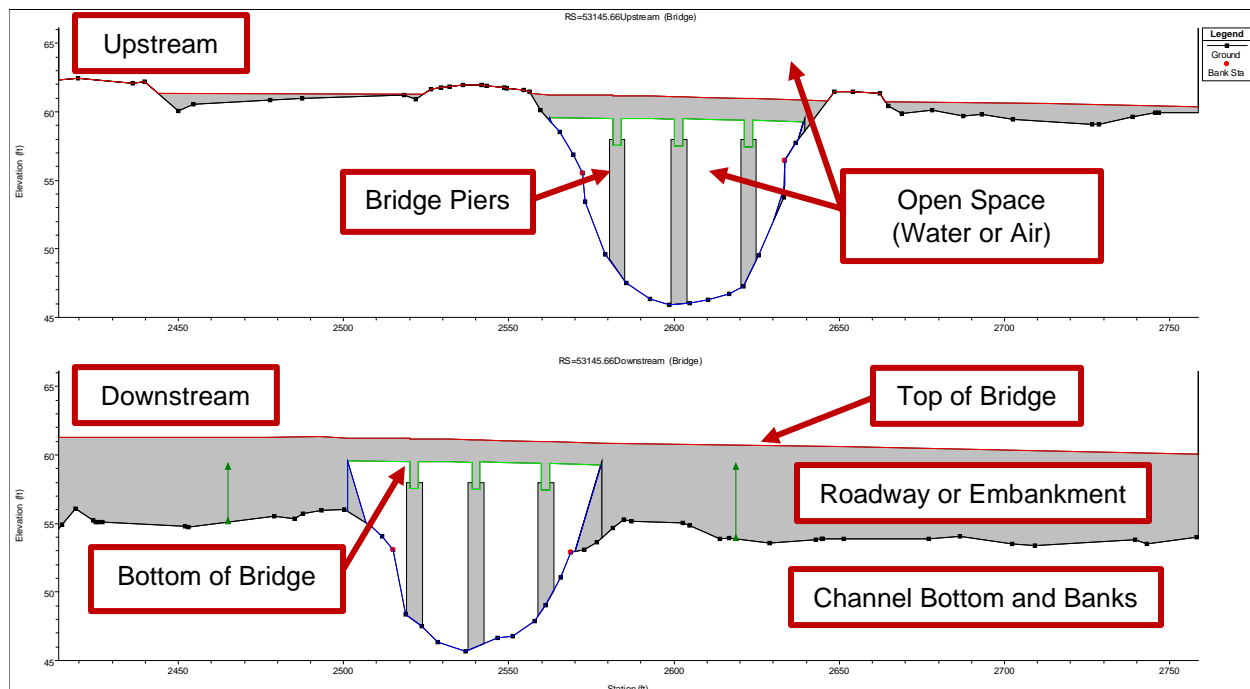 RS=53145.66Upstream (Bridge)
Upstream
Legend
Ground
Bank Sta
65
60
55
50
45
Elevation (ft)
Bridge Piers
Open Space
(Water or Air)
2450
2500
2550
2600
2650
2700
2750
RS=53145.66Downstream (Bridge)
Downstream
Top of Bridge
65
60
55
50
45
Elevation (ft)
Roadway or Embankment
Bottom of Bridge
Channel Bottom and Banks
2450
2500
2550
2600
2650
2700
2750
Station (ft)